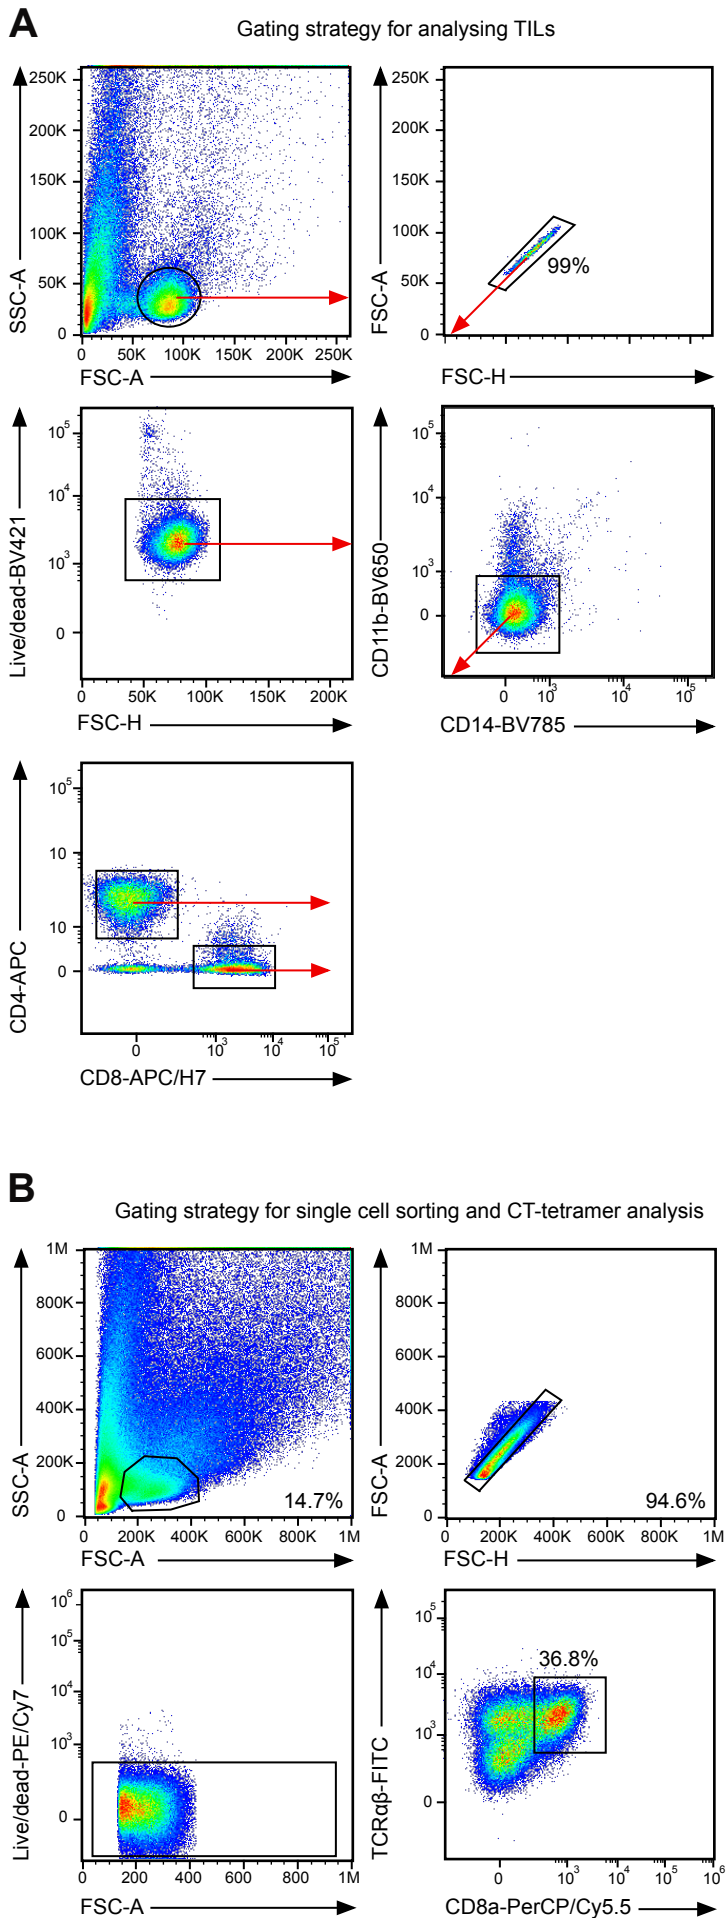 A
Gating strategy for analysing TILs
250K
200K
150K
100K
50K
0
SSC-A
0 50K 100K 150K 200K 250K
FSC-A
250K
200K
150K
100K
50K
0
FSC-A
99%
FSC-H
10^5
10^4
10^3
0
Live/dead-BV421
0 50K 100K 150K 200K
FSC-H
10^5
10^4
10^3
0
CD11b-BV650
0 10^3 10^4 10^5
CD14-BV785
10^5
10
10
0
CD4-APC
0 10^3 10^4 10^5
CD8-APC/H7
B
Gating strategy for single cell sorting and CT-tetramer analysis
1M
800K
600K
400K
200K
0
SSC-A
14.7%
0 200K 400K 600K 800K 1M
FSC-A
1M
800K
600K
400K
200K
0
FSC-A
94.6%
0 200K 400K 600K 800K 1M
FSC-H
10^6
10^5
10^4
10^3
0
Live/dead-PE/Cy7
0 200 400 600 800 1M
FSC-A
10^5
10^4
10^3
0
TCRαβ-FITC
36.8%
0 10^3 10^4 10^5 10^6
CD8a-PerCP/Cy5.5